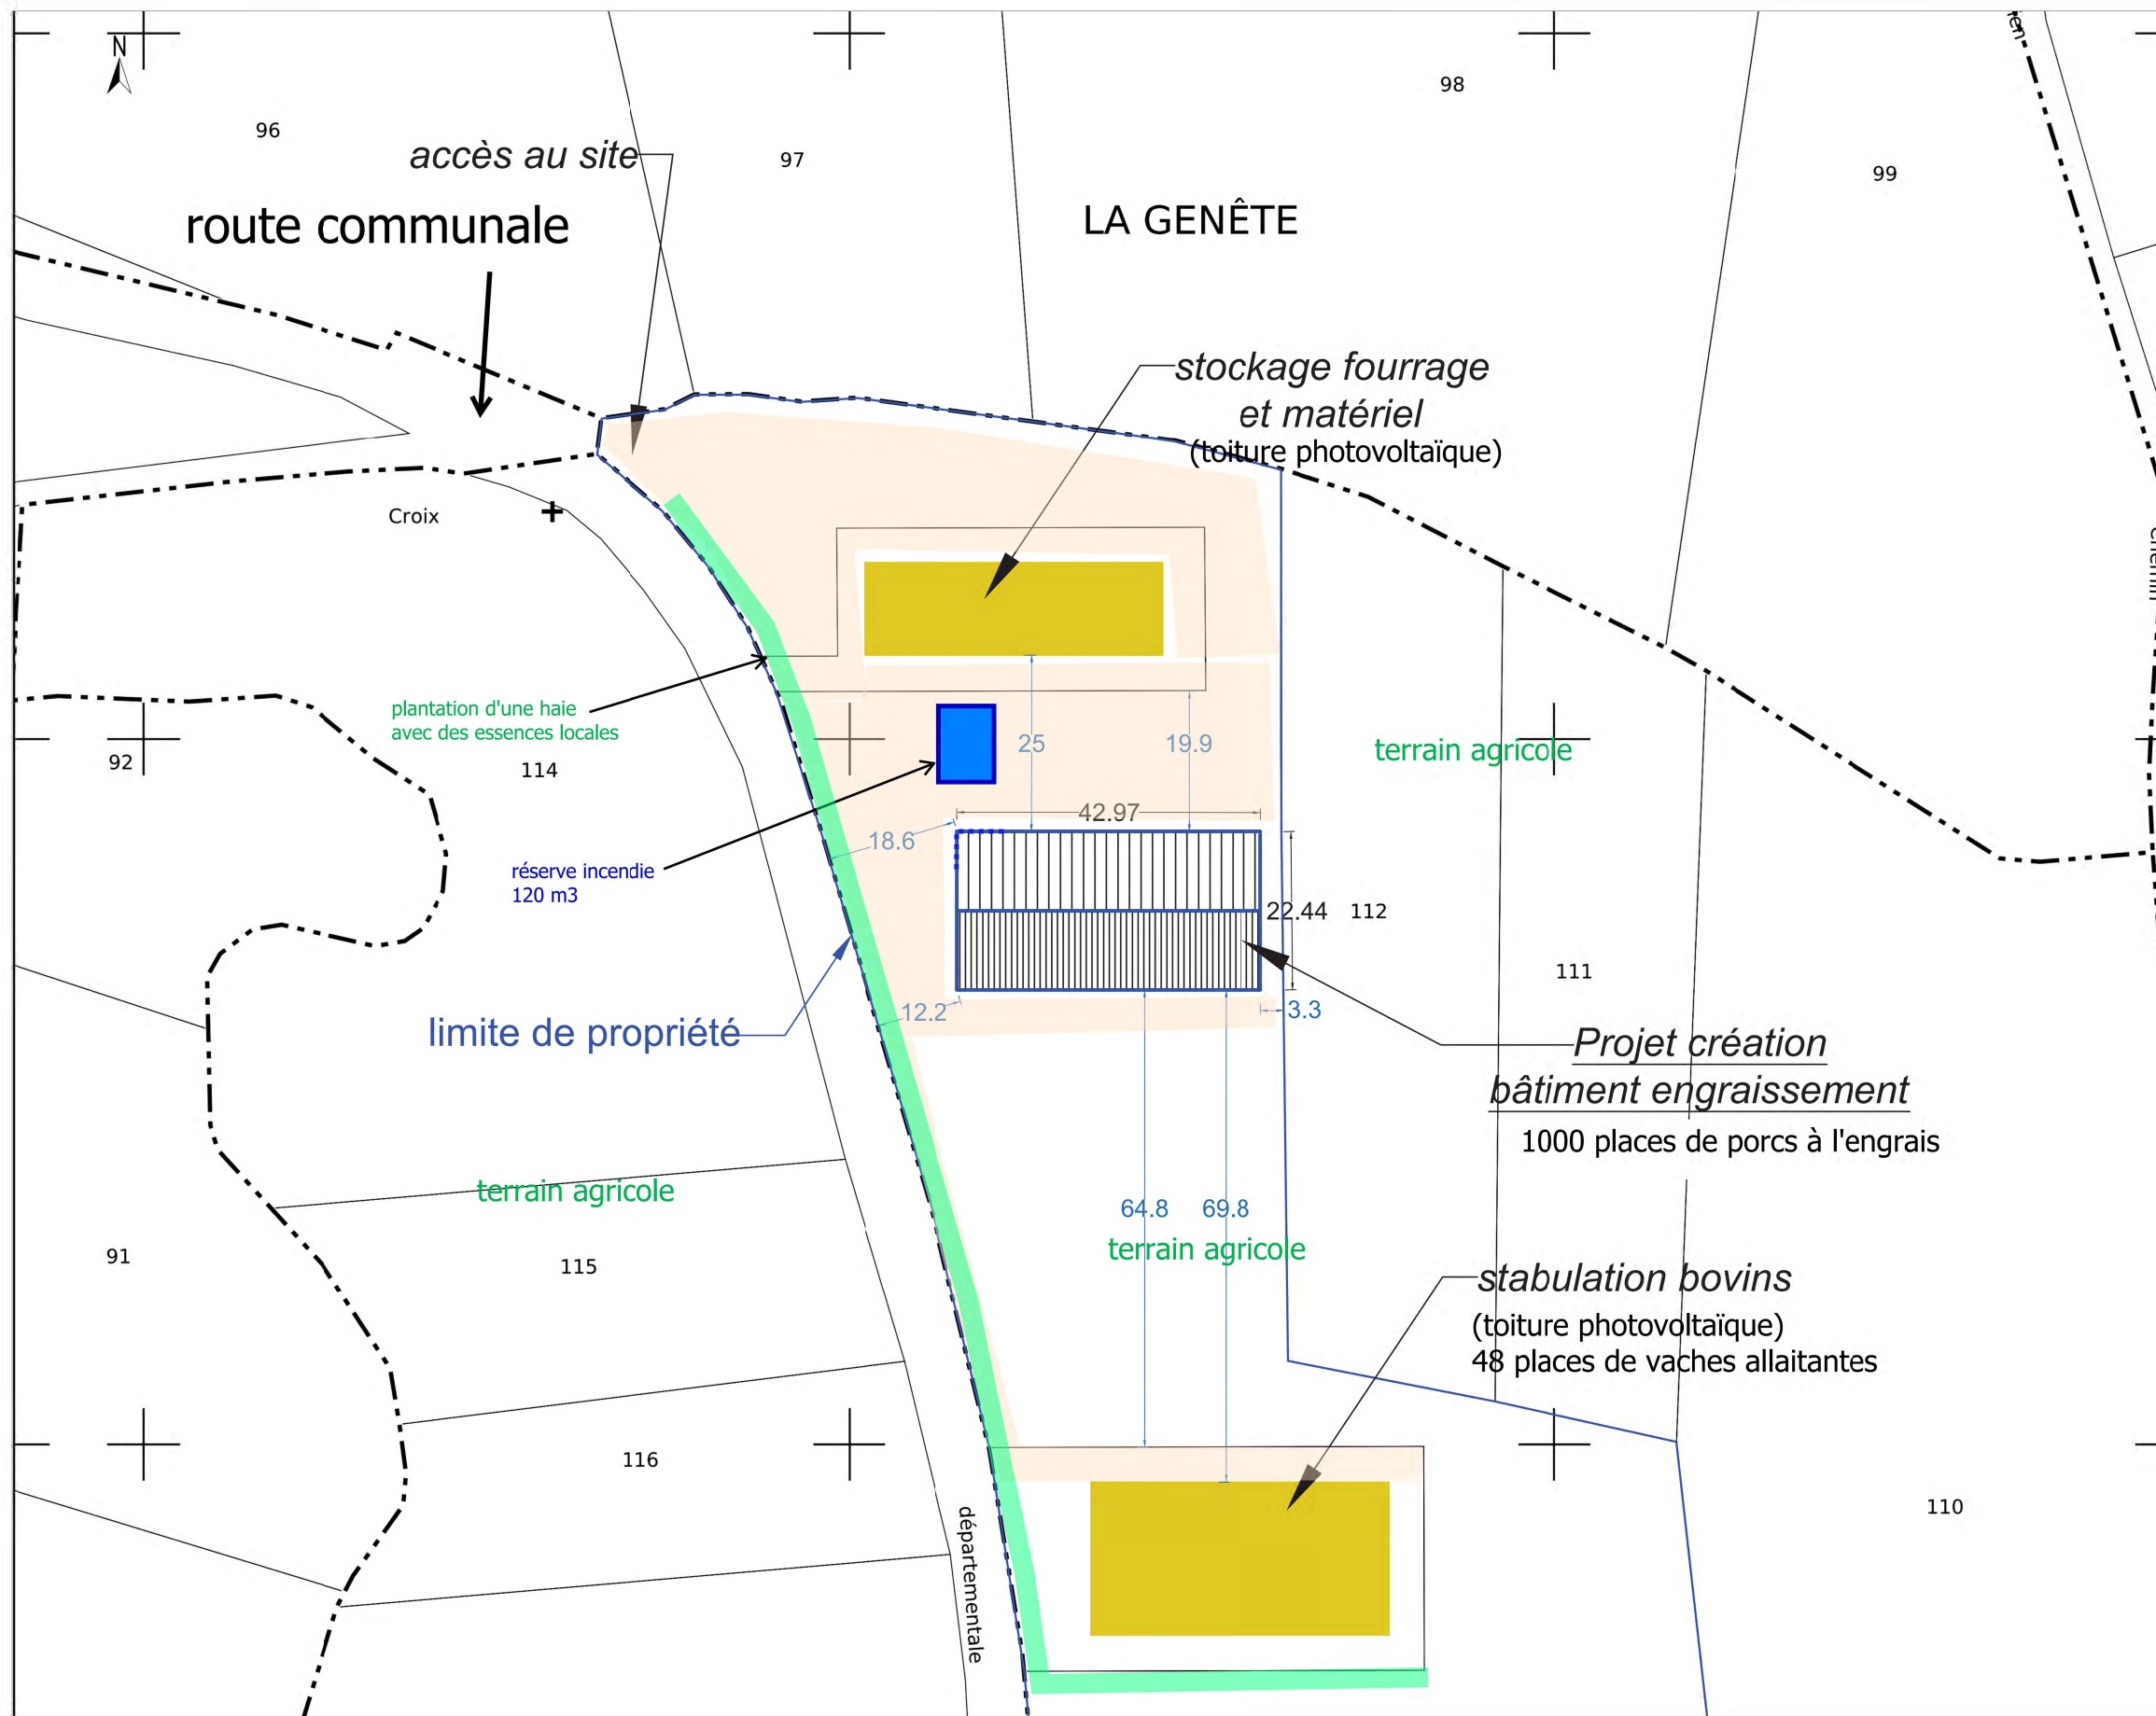 N
98
96
accès au site
97
99
route communale
LA GENÊTE
stockage fourrage
et matériel
(toiture photovoltaïque)
Croix
plantation d'une haie
avec des essences locales
92
114
25
19.9
terrain agricole
42.97
18.6
réserve incendie
120 m3
22.44
112
111
12.2
3.3
limite de propriété
Projet création
bâtiment engraissement
1000 places de porcs à l'engrais
terrain agricole
64.8
69.8
terrain agricole
91
115
stabulation bovins
(toiture photovoltaïque)
48 places de vaches allaitantes
116
110
départementale